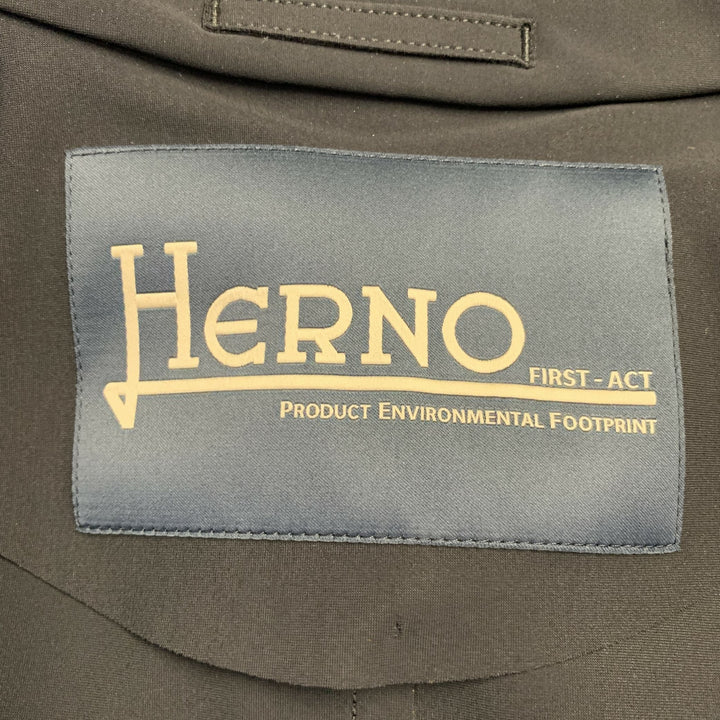 HERNO
FIRST - ACT
PRODUCT ENVIRONMENTAL FOOTPRINT